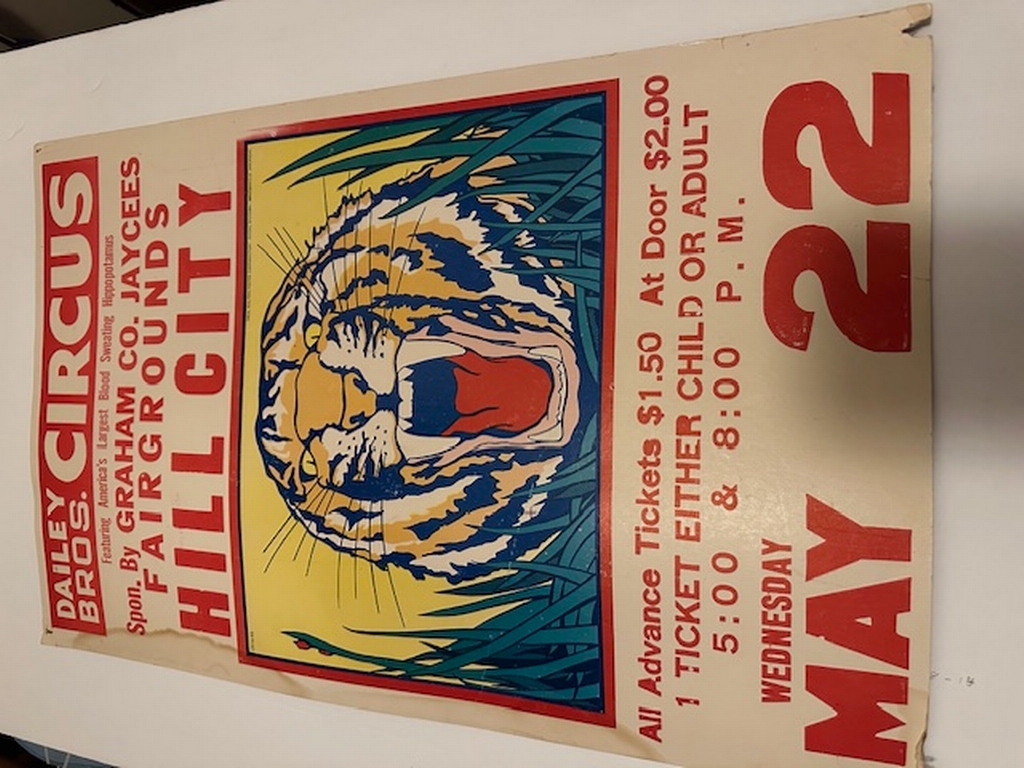 DAILEY BROS. CIRCUS
Featuring America's Largest Blood Sweating Hippopotamus
Spon. By GRAHAM CO. JAYCEES
FAIRGROUNDS
HILL CITY
All Advance Tickets $1.50 At Door $2.00
1 TICKET EITHER CHILD OR ADULT
5:00 & 8:00 P.M.
WEDNESDAY
MAY 22